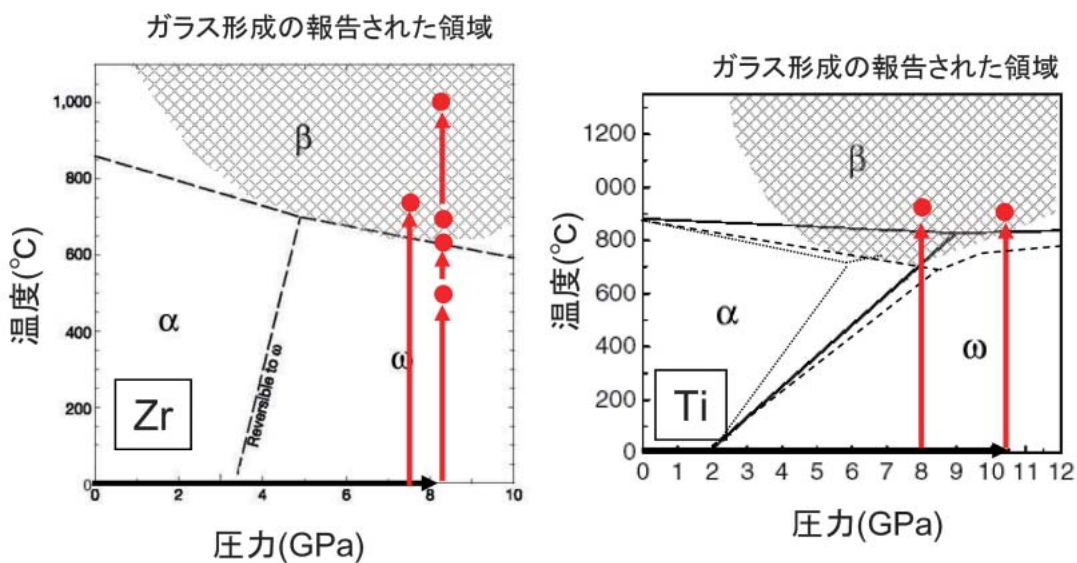 ガラス形成の報告された領域
1,000
800
600
400
200
0
0 2 4 6 8 10
温度(°C)
圧力(GPa)
β
α
ω
Reversible to ω
Zr
ガラス形成の報告された領域
1200
000
800
600
400
200
0
0 1 2 3 4 5 6 7 8 9 10 11 12
温度(°C)
圧力(GPa)
β
α
ω
Ti